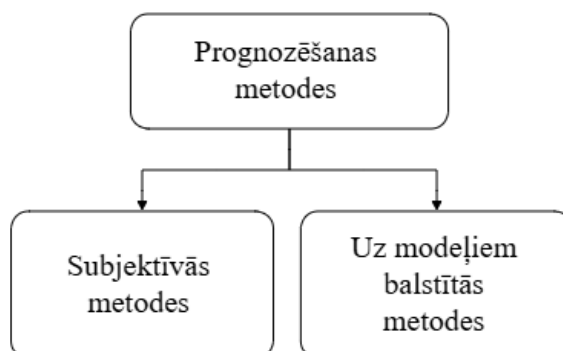 Prognozēšanas
metodes
Subjektīvās
metodes
Uz modeļiem
balstītās
metodes